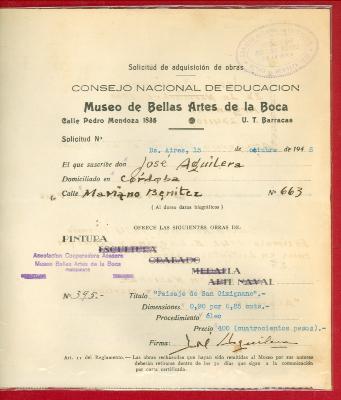 Solicitud de adquisición de obras
CONSEJO NACIONAL DE EDUCACION
Museo de Bellas Artes de la Boca
Calle Pedro Mendoza 1835 U. T. Barracas
Solicitud Nº
Bs. Aires, 15 de octubre de 194
El que suscribe don José Aguilera
Domiciliado en Córdoba
Calle Mariano Benitez Nº 663
( Al dorso datos biográficos )
OFRECE LAS SIGUIENTES OBRAS DE:
PINTURA
ESCULTURA
GRABADO
MEDALLA
ARTE NAVAL
Asociación Cooperadora Ateneo
Museo Bellas Artes de la Boca
Nº 395.- Título "Paisaje de San Gimignano".-
Dimensiones 0,90 por 0,85 cmts.
Procedimiento óleo
Precio 400 (cuatrocientos pesos).-
Firma: José Aguilera
Art. 11 del Reglamento. — Las obras rechazadas que hayan sido remitidas al Museo por sus autores
deberán retirarse dentro de los 30 días que sigan a la comunicación
por carta certificada.